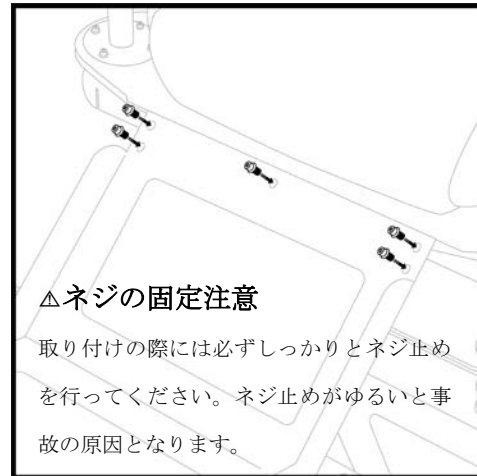 ⚠ネジの固定注意
取り付けの際には必ずしっかりとネジ止め
を行ってください。ネジ止めがゆるいと事
故の原因となります。